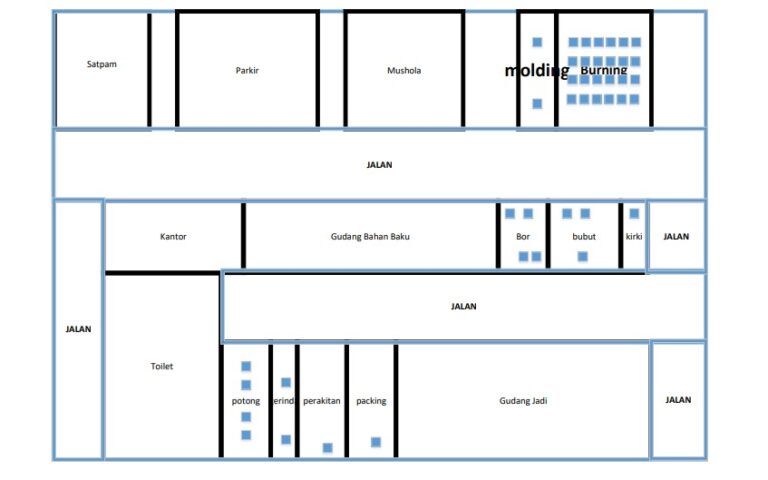 Satpam
Parkir
Mushola
molding
Burning
JALAN
Kantor
Gudang Bahan Baku
Bor
bubut
kirki
JALAN
JALAN
JALAN
Toilet
potong
erind
perakitan
packing
Gudang Jadi
JALAN